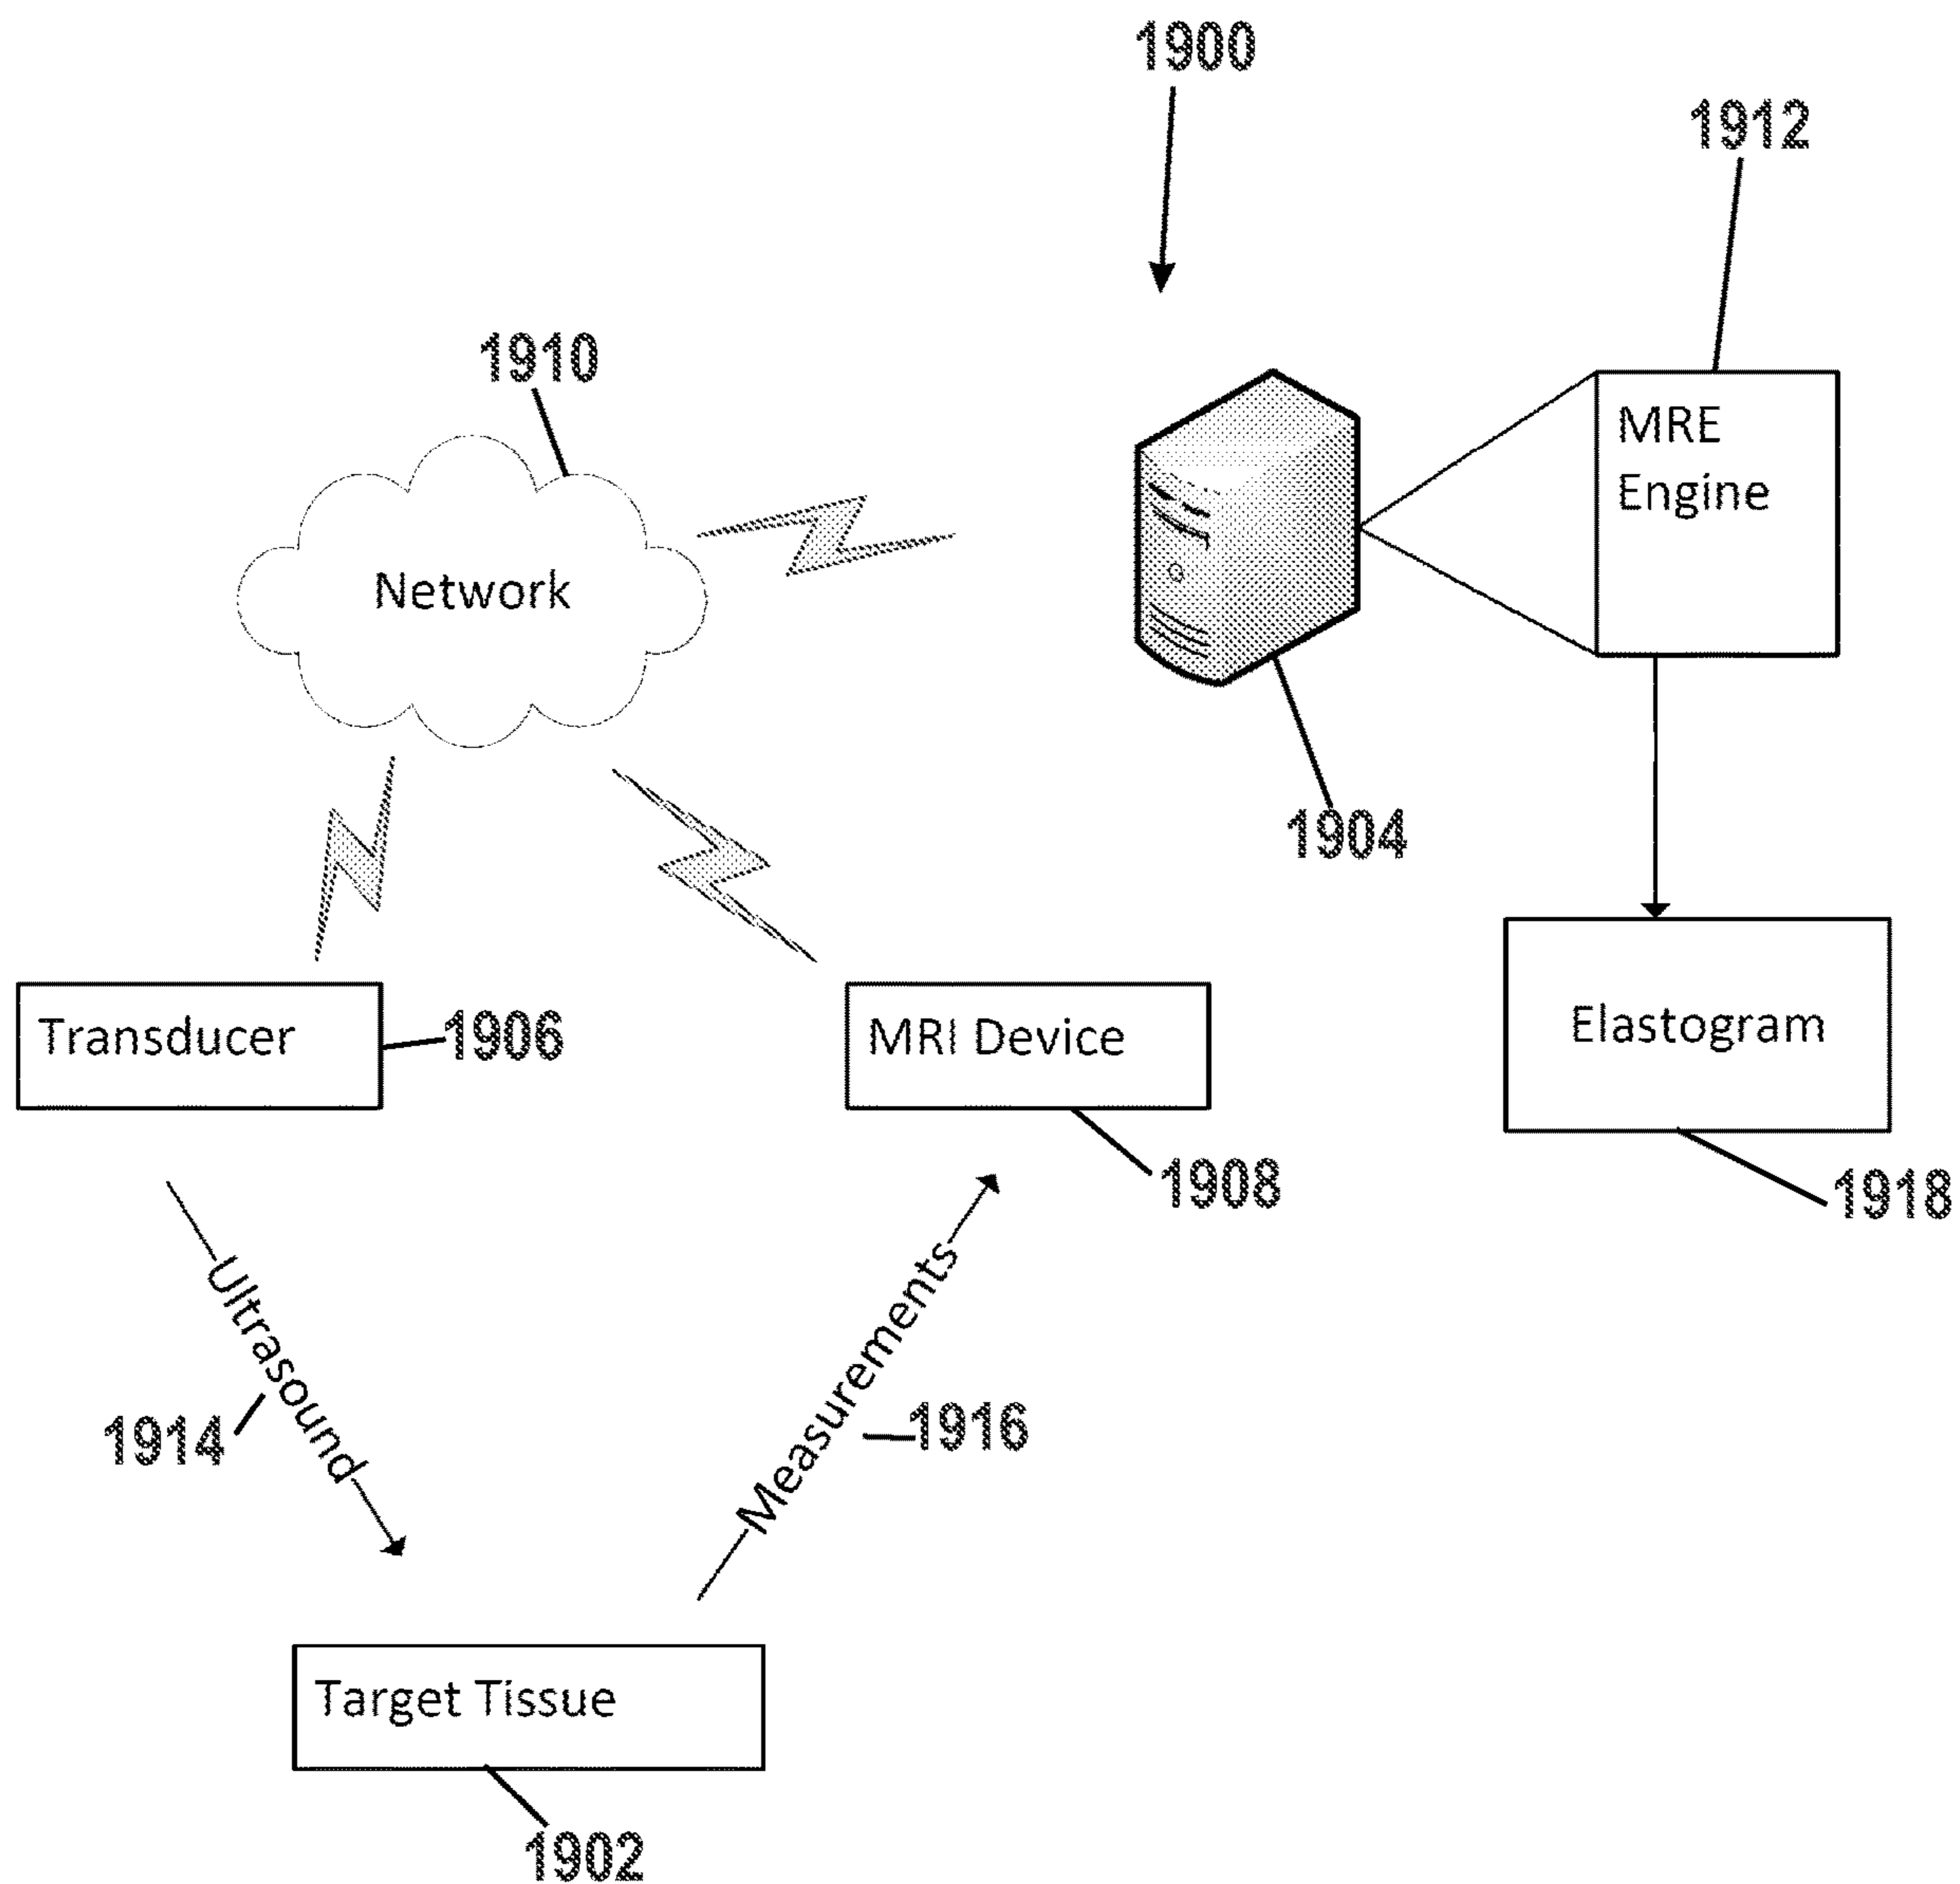 1900
1912
1910
MRE
Engine
Network
1904
Transducer
1906
MRI Device
Elastogram
1908
1918
Ultrasound
1914
Measurements
1916
Target Tissue
1902